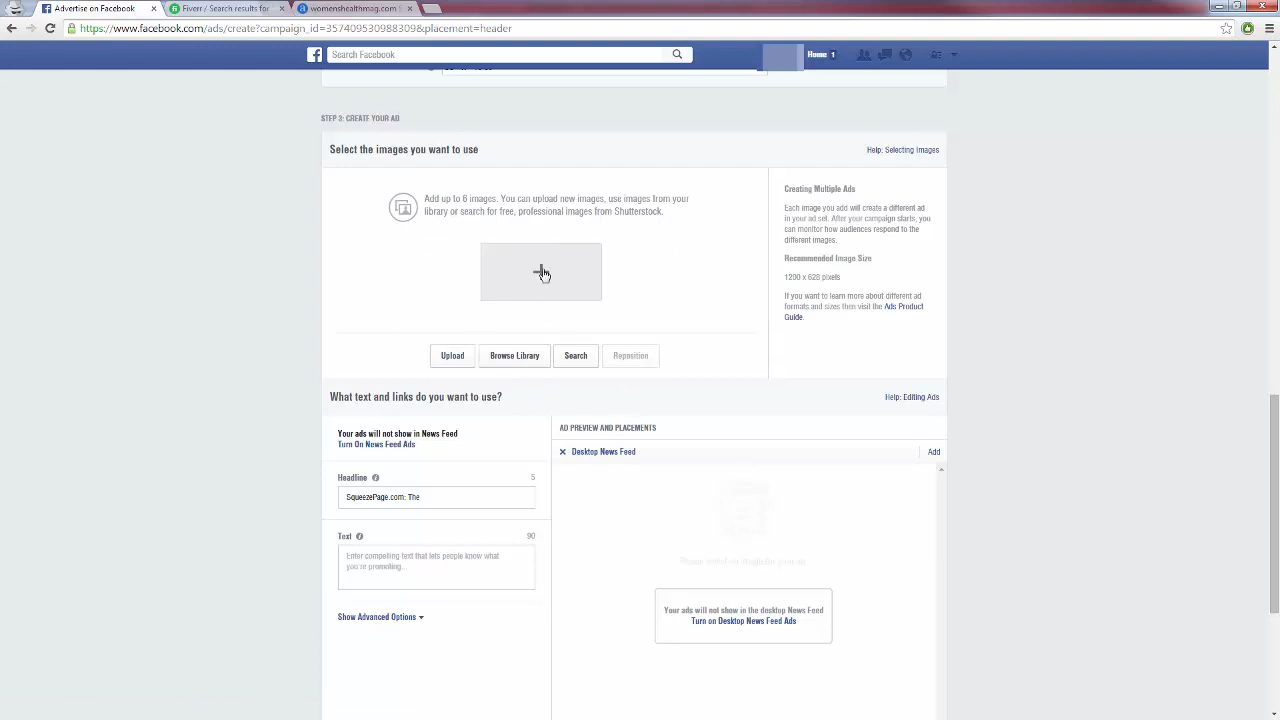 Advertise on Facebook
Fiverr / Search results for
womenshealthmag.com
https://www.facebook.com/ads/create?campaign_id=3574095309883098&placement=header
Search Facebook
Home 1
STEP 3: CREATE YOUR AD
Select the images you want to use
Help: Selecting Images
Add up to 6 images. You can upload new images, use images from your
library or search for free, professional images from Shutterstock.
Upload
Browse Library
Search
Reposition
Creating Multiple Ads
Each image you add will create a different ad
in your ad set. After your campaign starts, you
can monitor how audiences respond to the
different images.
Recommended Image Size
1200 x 628 pixels
If you want to learn more about different ad
formats and sizes then visit the Ads Product
Guide.
What text and links do you want to use?
Help: Editing Ads
Your ads will not show in News Feed
Turn On News Feed Ads
Headline
5
SqueezePage.com: The
Text
90
Enter compelling text that lets people know what
you're promoting...
Show Advanced Options
AD PREVIEW AND PLACEMENTS
Desktop News Feed
Add
Your ads will not show in the desktop News Feed
Turn on Desktop News Feed Ads